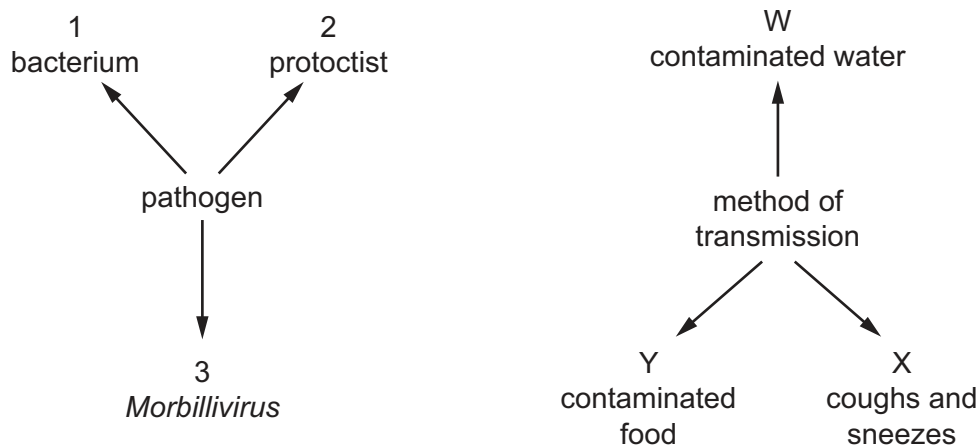 1
bacterium
2
protoctist
pathogen
3
Morbillivirus
W
contaminated water
method of
transmission
Y
contaminated
food
X
coughs and
sneezes